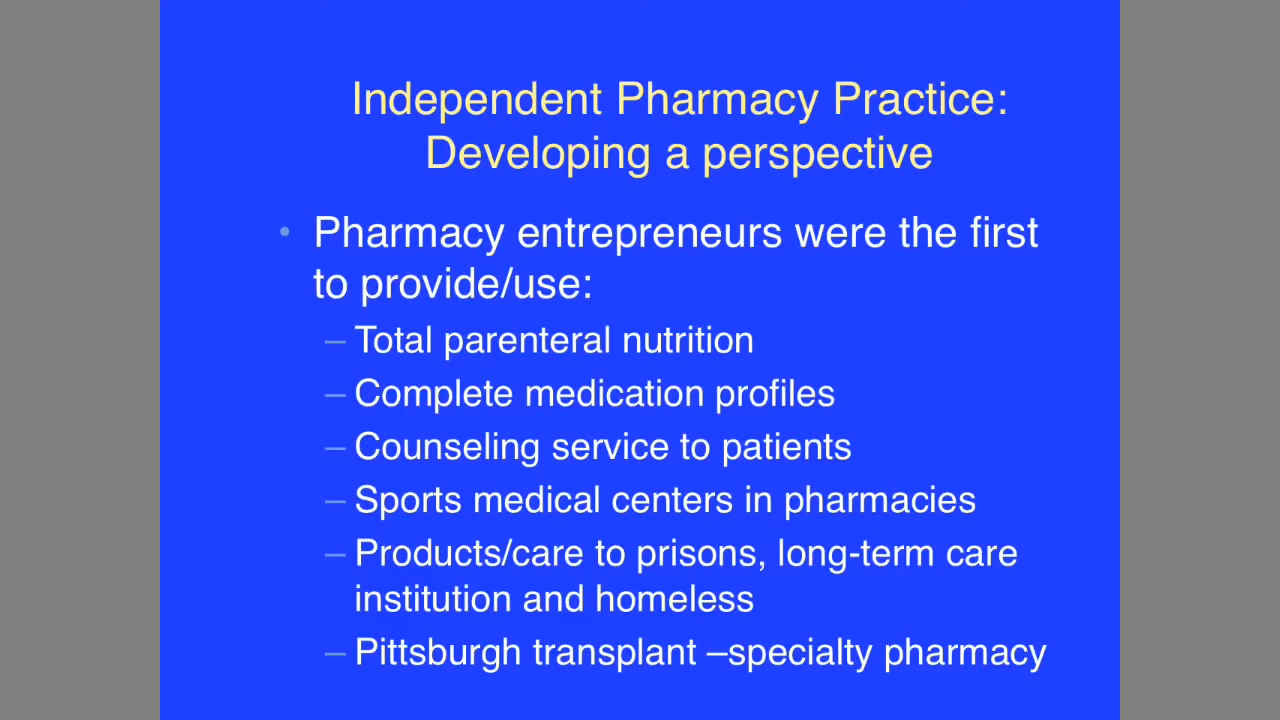 Independent Pharmacy Practice:
Developing a perspective
• Pharmacy entrepreneurs were the first
to provide/use:
– Total parenteral nutrition
– Complete medication profiles
– Counseling service to patients
– Sports medical centers in pharmacies
– Products/care to prisons, long-term care
institution and homeless
– Pittsburgh transplant –specialty pharmacy